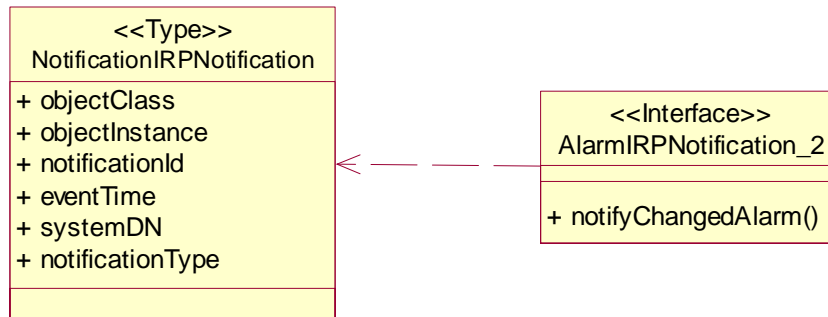 <<Type>>
NotificationIRPNotification
+ objectClass
+ objectInstance
+ notificationId
+ eventTime
+ systemDN
+ notificationType
<<Interface>>
AlarmIRPNotification_2
+ notifyChangedAlarm()